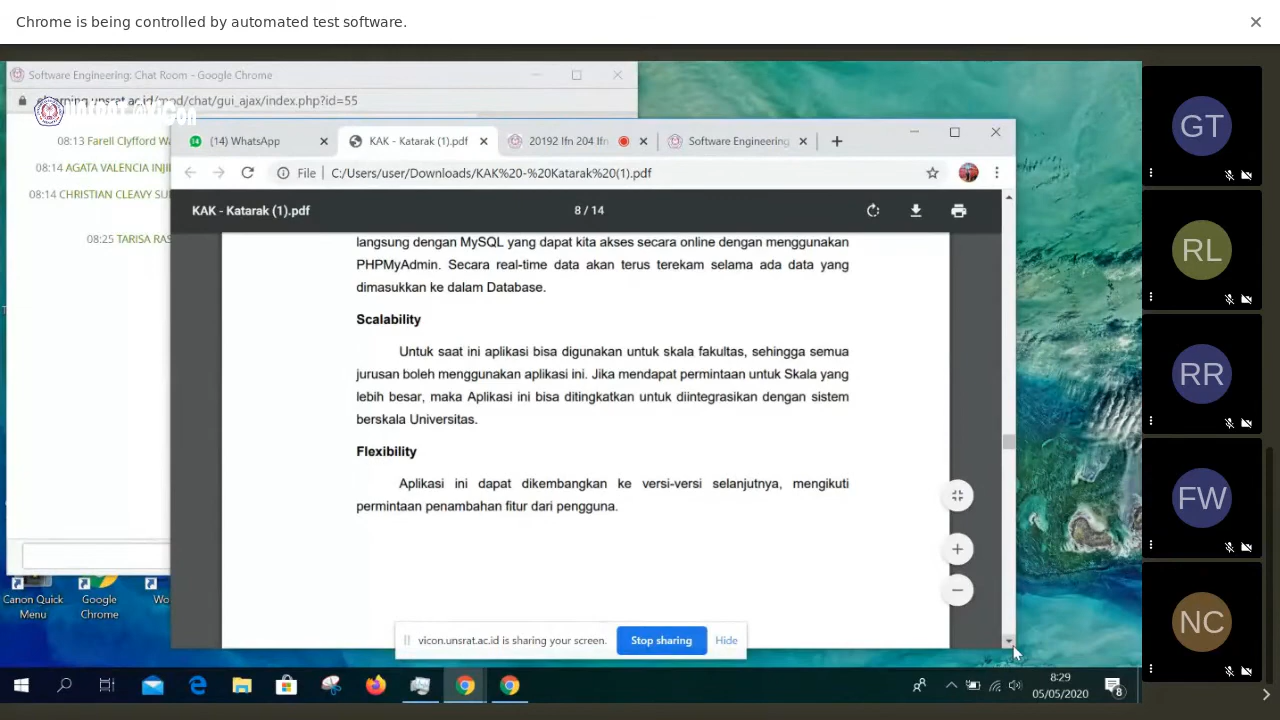 Chrome is being controlled by automated test software.
Software Engineering: Chat Room - Google Chrome
UNSRAT
08:13 Farell Clyfford
08:14 AGATA VALENCIA
08:14 CHRISTIAN CLEAVY
08:25 TARISA
(14) WhatsApp
KAK - Katarak (1).pdf
20192 Ifn 204 Ifn
Software Engineering
File
C:/Users/user/Downloads/KAK%20-%20Katarak%20(1).pdf
KAK - Katarak (1).pdf
8 / 14
langsung dengan MySQL yang dapat kita akses secara online dengan menggunakan
PHPMyAdmin. Secara real-time data akan terus terekam selama ada data yang
dimasukkan ke dalam Database.
Scalability
Untuk saat ini aplikasi bisa digunakan untuk skala fakultas, sehingga semua
jurusan boleh menggunakan aplikasi ini. Jika mendapat permintaan untuk Skala yang
lebih besar, maka Aplikasi ini bisa ditingkatkan untuk diintegrasikan dengan sistem
berskala Universitas.
Flexibility
Aplikasi ini dapat dikembangkan ke versi-versi selanjutnya, mengikuti
permintaan penambahan fitur dari pengguna.
vicon.unsrat.ac.id is sharing your screen.
Stop sharing
Hide
Canon Quick
Menu
Google
Chrome
Wo
8:29
05/05/2020
8
GT
RL
RR
FW
NC